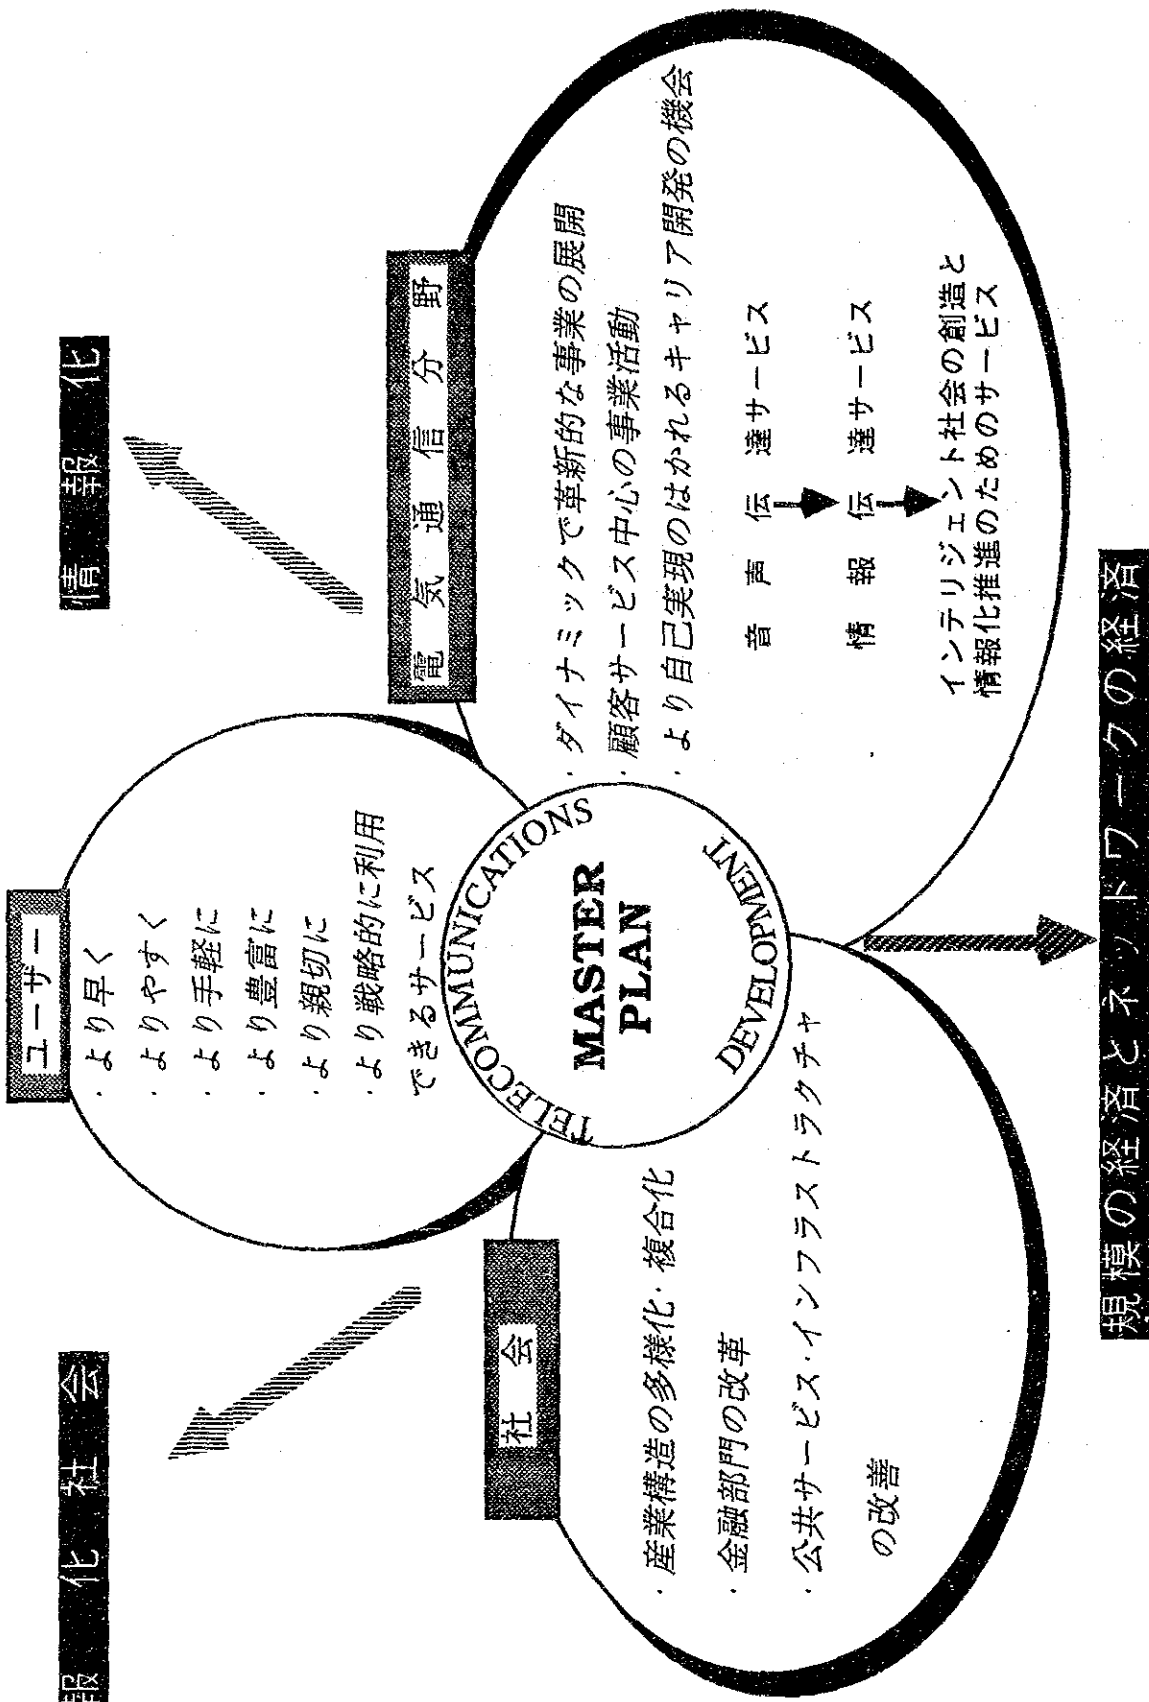 報化社会
情報化
ユーザー
・より早く
・よりやすく
・より手軽に
・より豊富に
・より親切に
・より戦略的に利用
できるサービス
社会
・産業構造の多様化・複合化
・金融部門の改革
・公共サービス・インフラストラクチャ
の改善
TELECOMMUNICATIONS
MASTER
PLAN
DEVELOPMENT
電気通信分野
・ダイナミックで革新的な事業の展開
・顧客サービス中心の事業活動
・より自己実現のはかれるキャリア開発の機会
音声伝達サービス
情報伝達サービス
インテリジェント社会の創造と
情報化推進のためのサービス
規模の経済とネットワークの経済